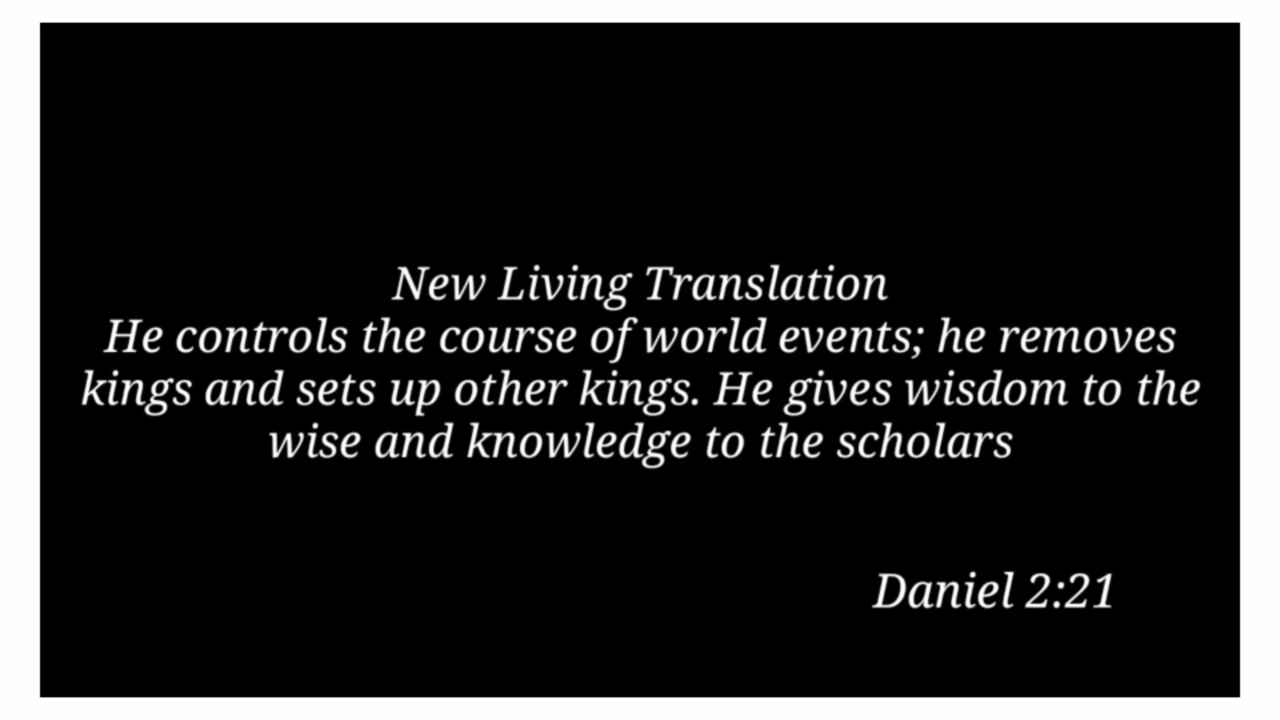 New Living Translation
He controls the course of world events; he removes
kings and sets up other kings. He gives wisdom to the
wise and knowledge to the scholars
Daniel 2:21